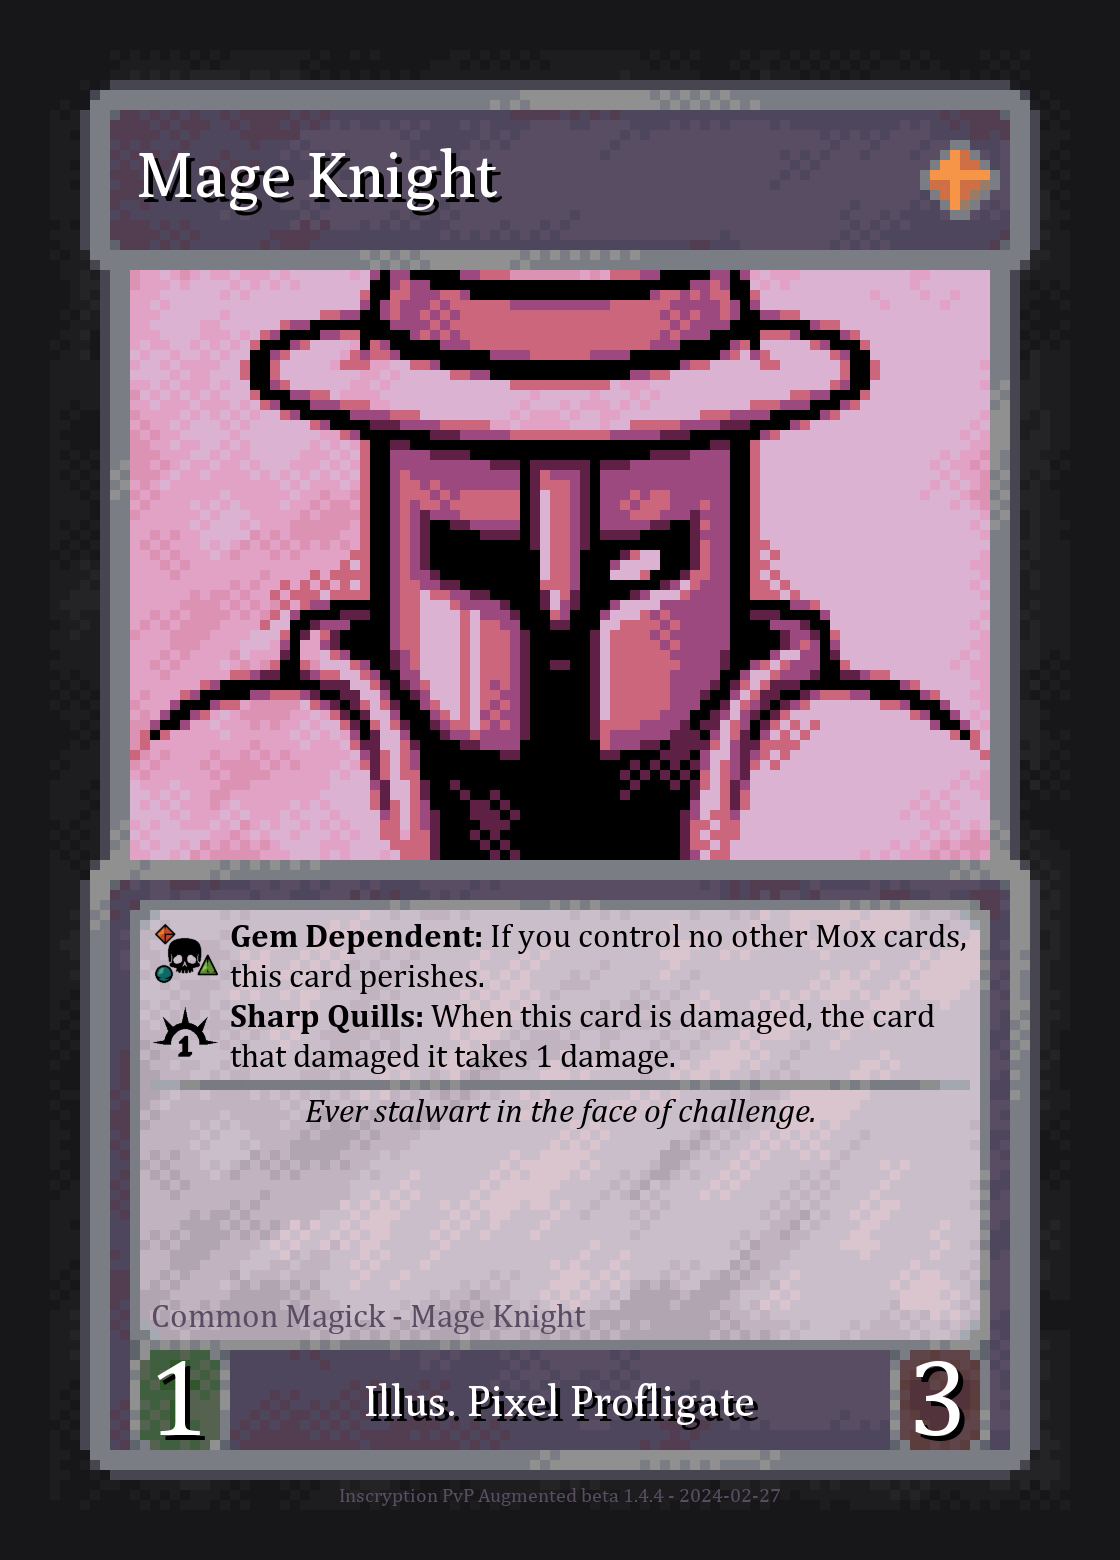 Mage Knight
Gem Dependent: If you control no other Mox cards,
this card perishes.
Sharp Quills: When this card is damaged, the card
that damaged it takes 1 damage.
1
Ever stalwart in the face of challenge.
Common Magick - Mage Knight
1
Illus. Pixel Profligate
3
Inscryption PvP Augmented beta 1.4.4 - 2024-02-27